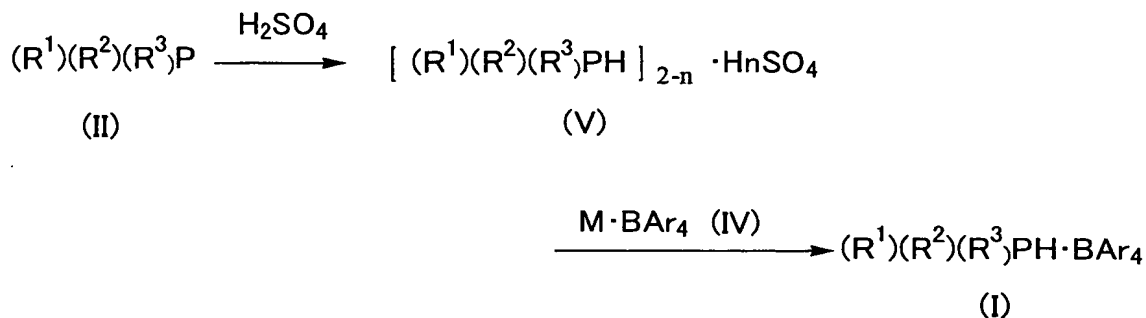 (R¹)(R²)(R³)P H₂SO₄ [ (R¹)(R²)(R³)PH ]₂₋ₙ ·HnSO₄
(II) (V)
M·BAr₄ (IV) (R¹)(R²)(R³)PH·BAr₄
(I)